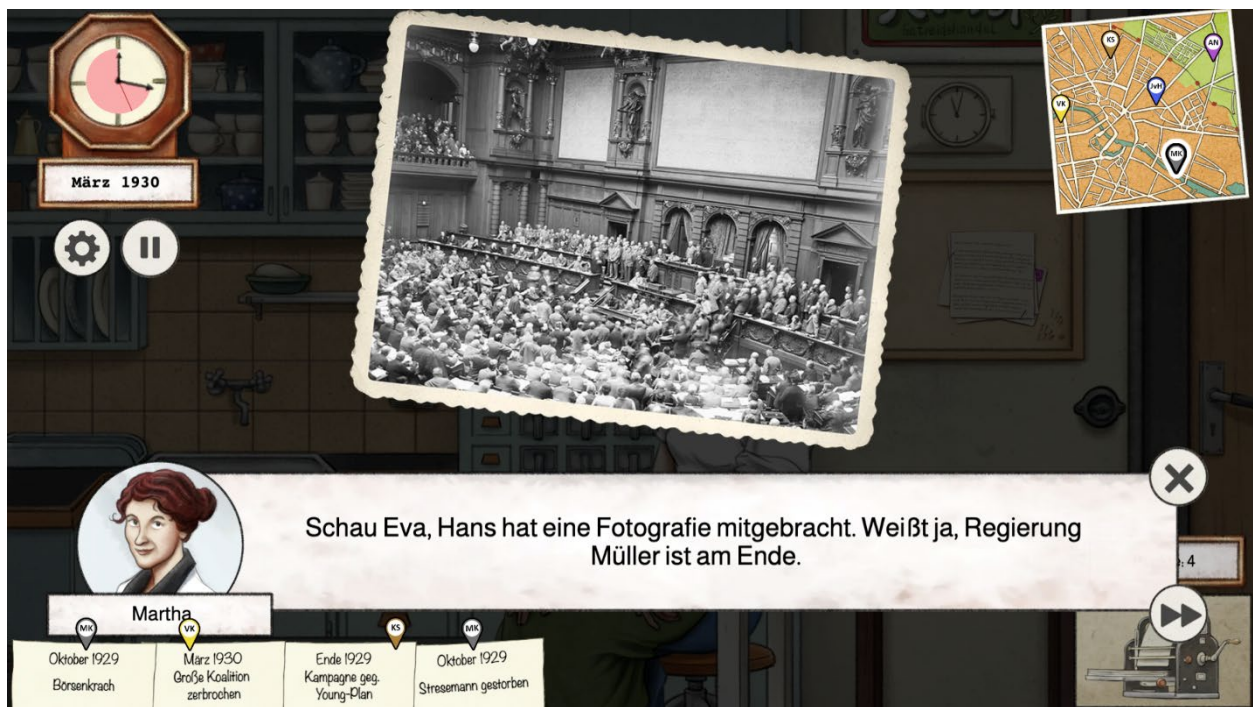 März 1930
KS
AN
JvH
VK
MK
Schau Eva, Hans hat eine Fotografie mitgebracht. Weißt ja, Regierung
Müller ist am Ende.
Martha
: 4
MK
VK
KS
MK
Oktober 1929
Börsenkrach
März 1930
Große Koalition
zerbrochen
Ende 1929
Kampagne geg.
Young-Plan
Oktober 1929
Stresemann gestorben